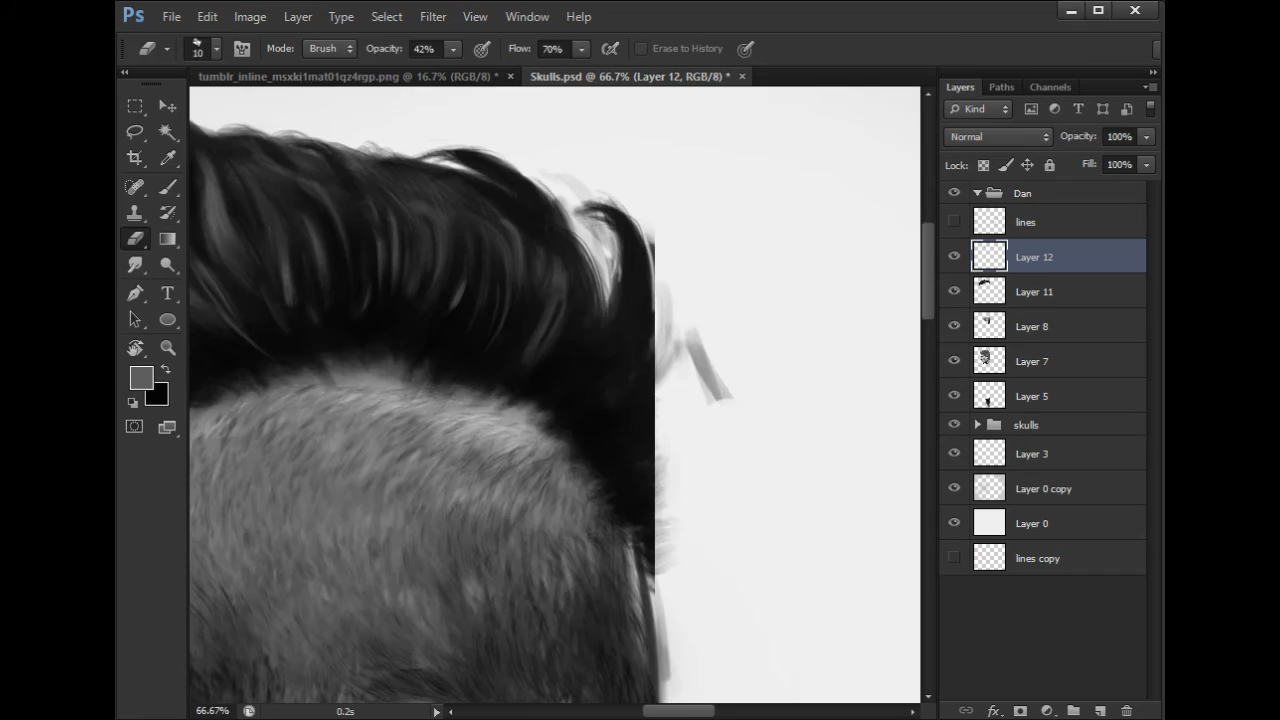 Ps File Edit Image Layer Type Select Filter View Window Help
10 Mode: Brush Opacity: 42% Flow: 70% Erase to History
tumblr_inline_msxki1mat01qz4rgp.png @ 16.7% (RGB/8) * × Skulls.psd @ 66.7% (Layer 12, RGB/8) * ×
Layers Paths Channels
Kind
Normal Opacity: 100%
Lock: Fill: 100%
Dan
lines
Layer 12
Layer 11
Layer 8
Layer 7
Layer 5
skulls
Layer 3
Layer 0 copy
Layer 0
lines copy
66.67% 0.2s
fx